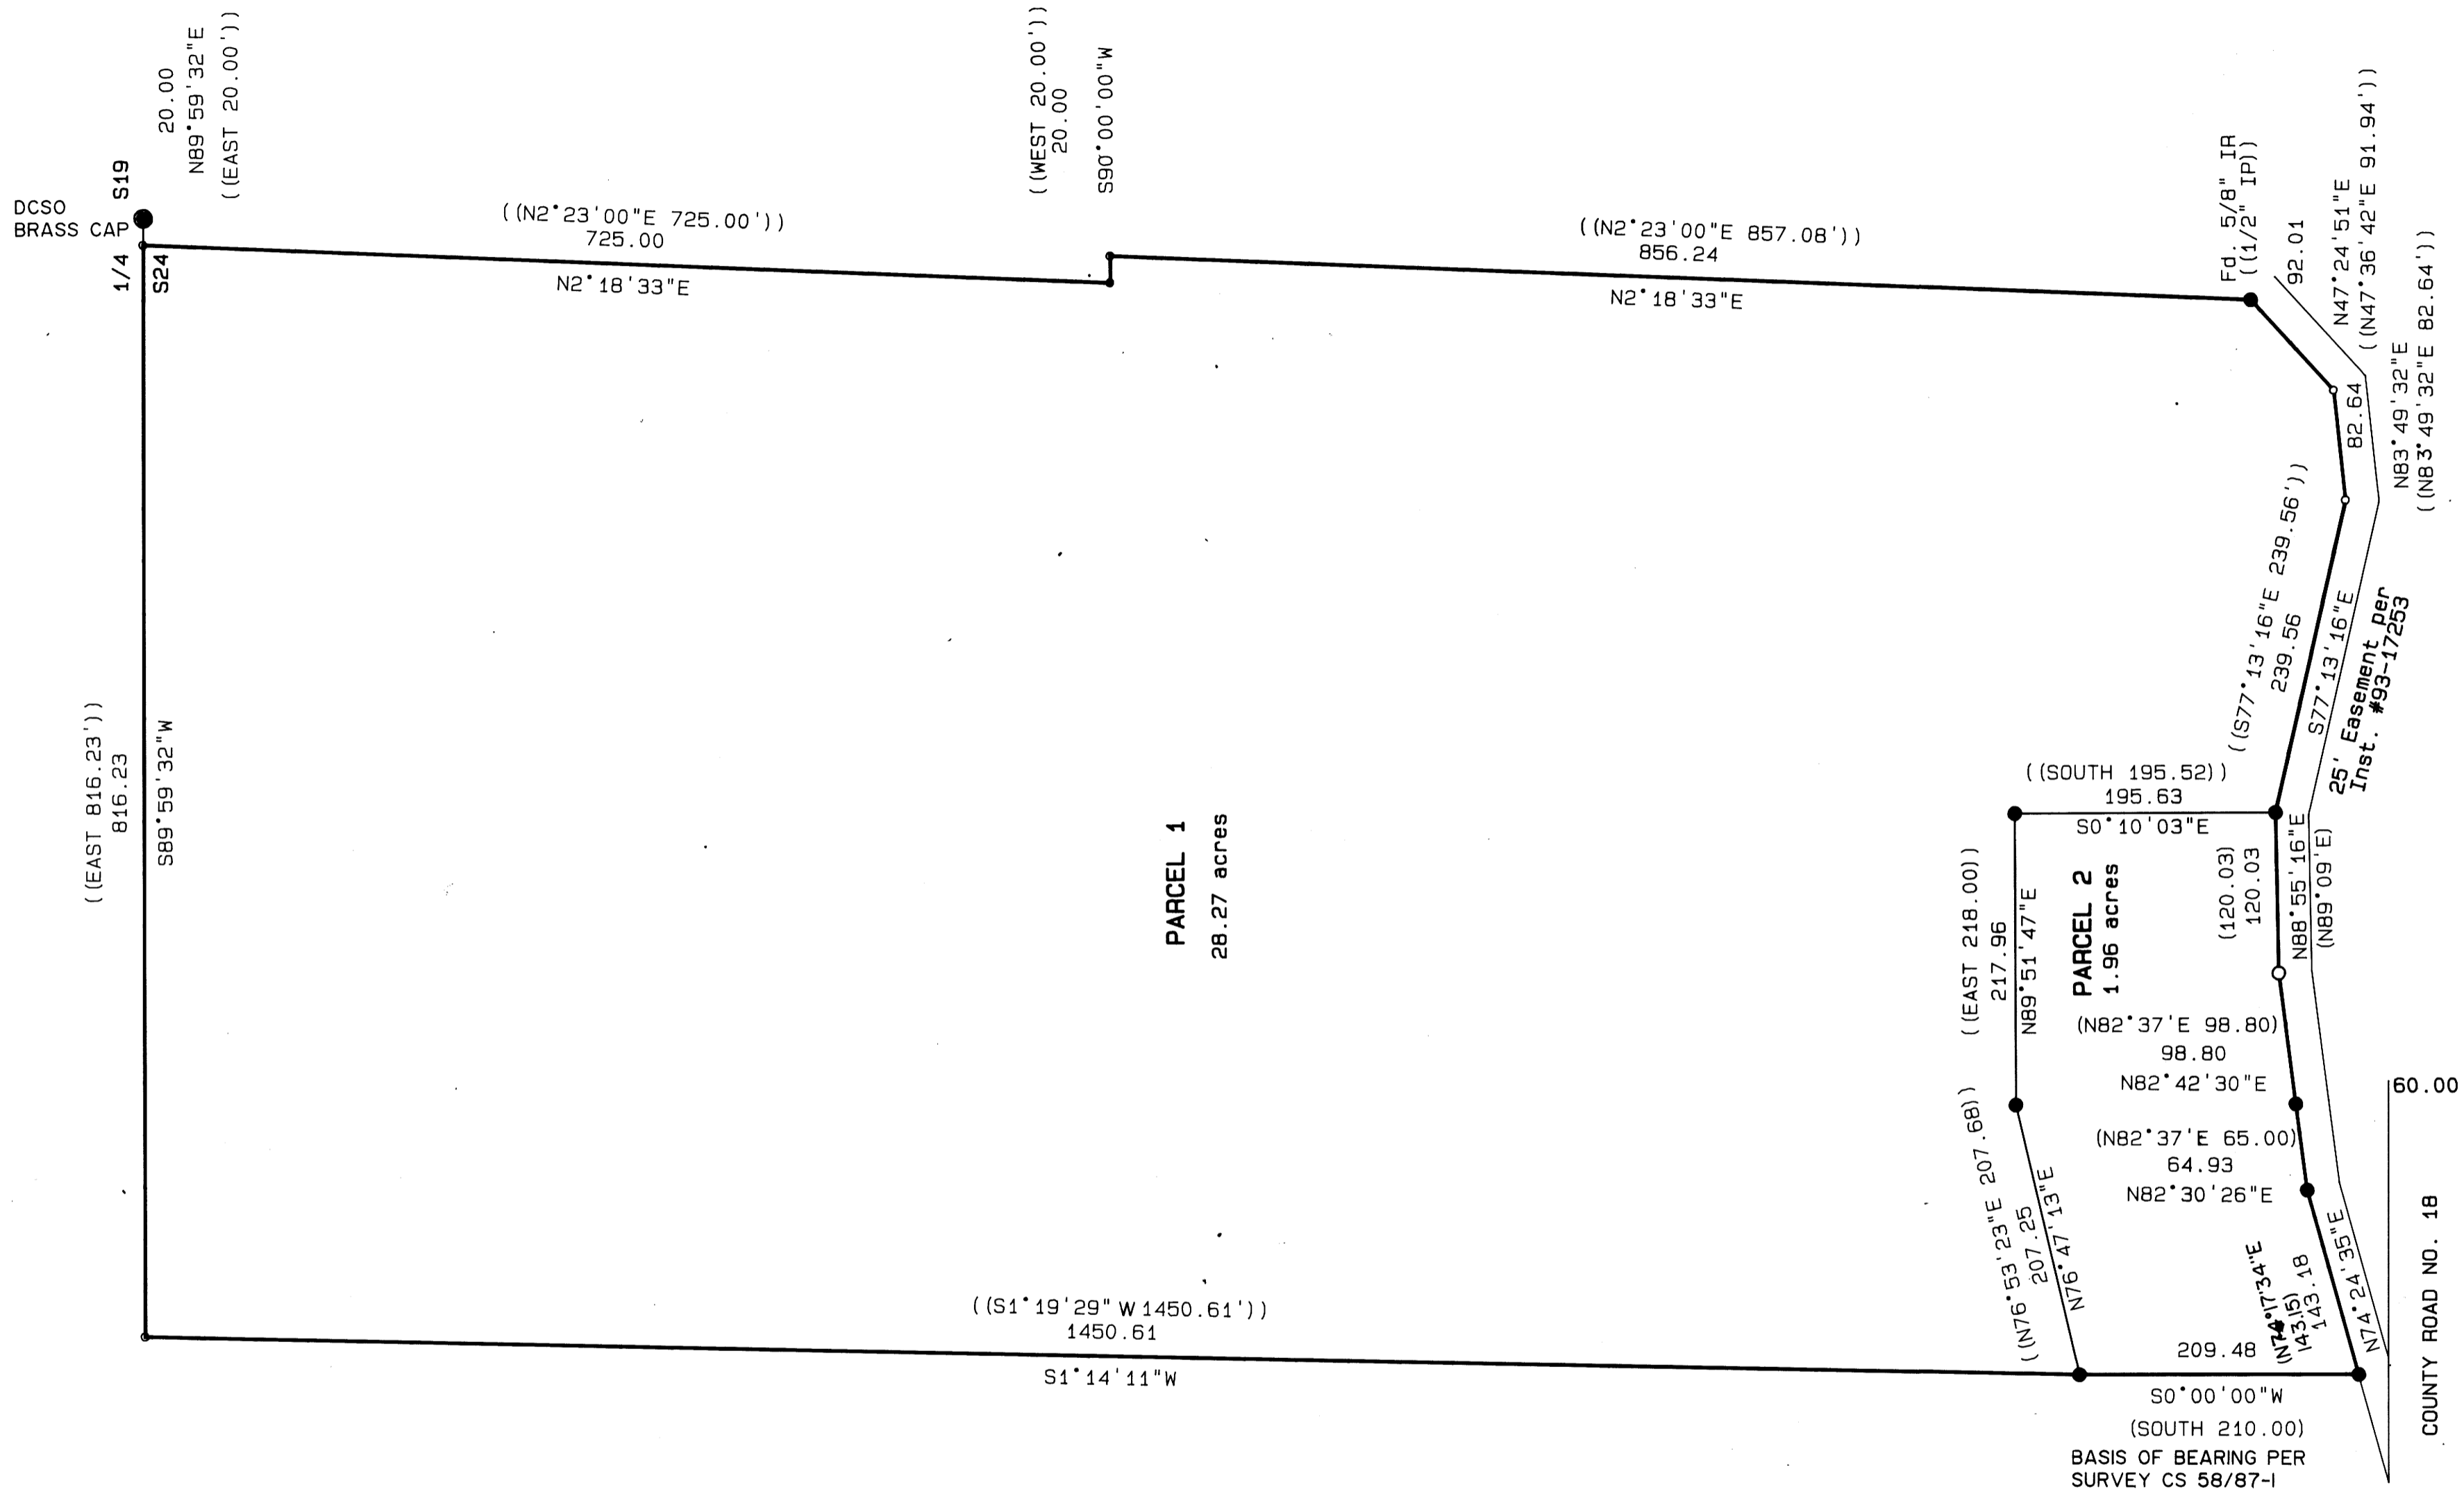 DCSO
BRASS CAP
1/4
S19
S24
20.00
N89°59'32"E
((EAST 20.00'))
((N2°23'00"E 725.00'))
725.00
N2°18'33"E
((WEST 20.00'))
20.00
S90°00'00"W
((N2°23'00"E 857.08'))
856.24
N2°18'33"E
Fd. 5/8" IR
((1/2" IP))
92.01
N47°24'51"E
((N47°36'42"E 91.94'))
82.64
N83°49'32"E
((N83°49'32"E 82.64'))
((S77°13'16"E 239.56'))
239.56
S77°13'16"E
25' Easement per
Inst. #93-17253
((EAST 816.23'))
816.23
S89°59'32"W
PARCEL 1
28.27 acres
((SOUTH 195.52))
195.63
S0°10'03"E
((EAST 218.00))
217.96
N89°51'47"E
PARCEL 2
1.96 acres
(120.03)
120.03
N88°55'16"E
(N89°09'E)
(N82°37'E 98.80)
98.80
N82°42'30"E
(N82°37'E 65.00)
64.93
N82°30'26"E
((N76°53'23"E 207.68))
207.25
N76°47'13"E
(N74°17'34"E
143.15)
143.18
N74°24'35"E
((S1°19'29" W 1450.61'))
1450.61
S1°14'11"W
209.48
S0°00'00"W
(SOUTH 210.00)
BASIS OF BEARING PER
SURVEY CS 58/87-I
60.00
COUNTY ROAD NO. 1B